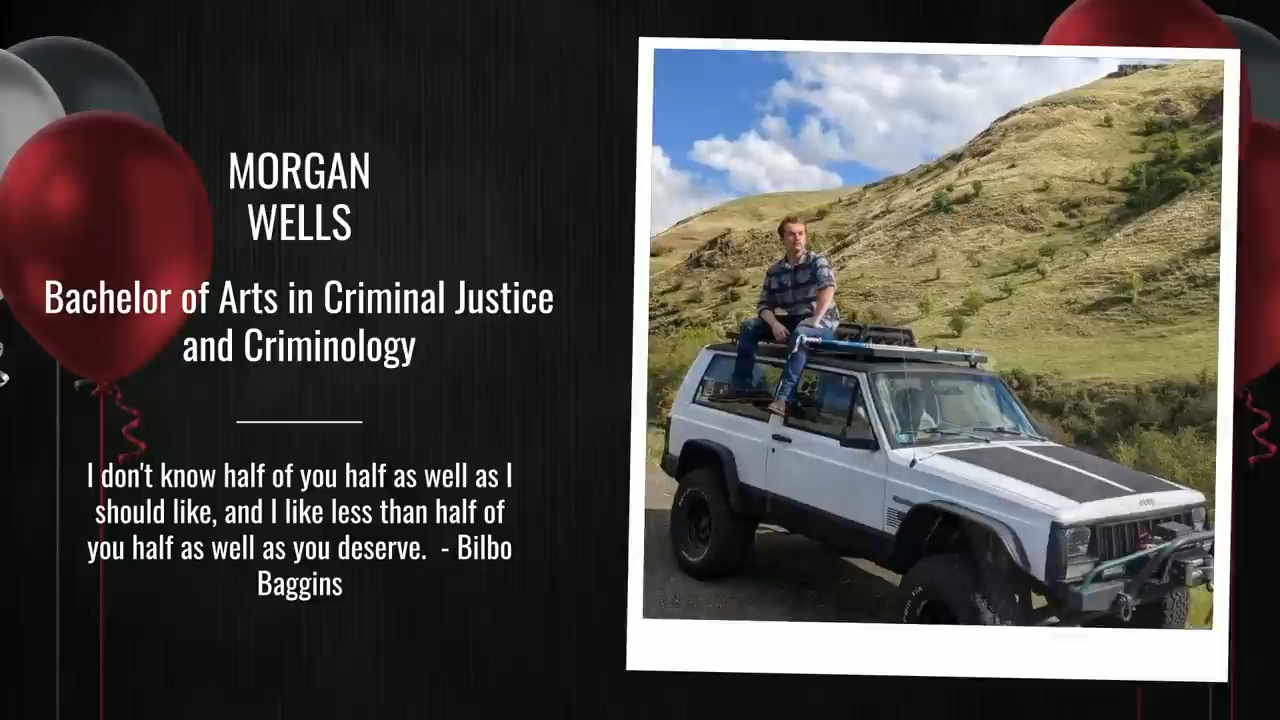 MORGAN
WELLS
Bachelor of Arts in Criminal Justice
and Criminology
I don't know half of you half as well as I
should like, and I like less than half of
you half as well as you deserve.  - Bilbo
Baggins
Jeep